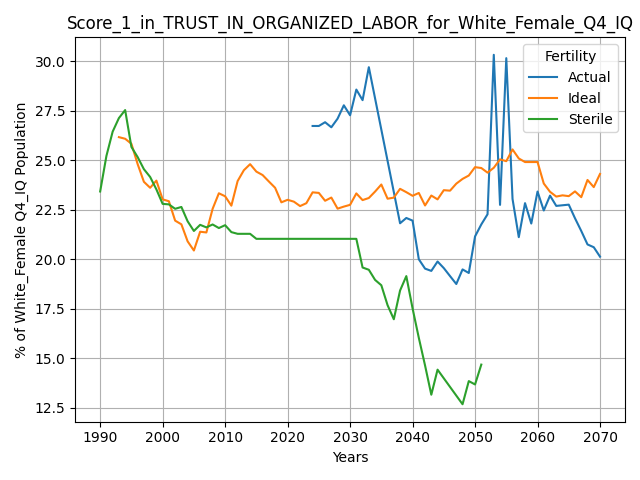 Score_1_in_TRUST_IN_ORGANIZED_LABOR_for_White_Female_Q4_IQ
% of White_Female Q4_IQ Population
30.0
27.5
25.0
22.5
20.0
17.5
15.0
12.5
Fertility
Actual
Ideal
Sterile
1990 2000 2010 2020 2030 2040 2050 2060 2070
Years